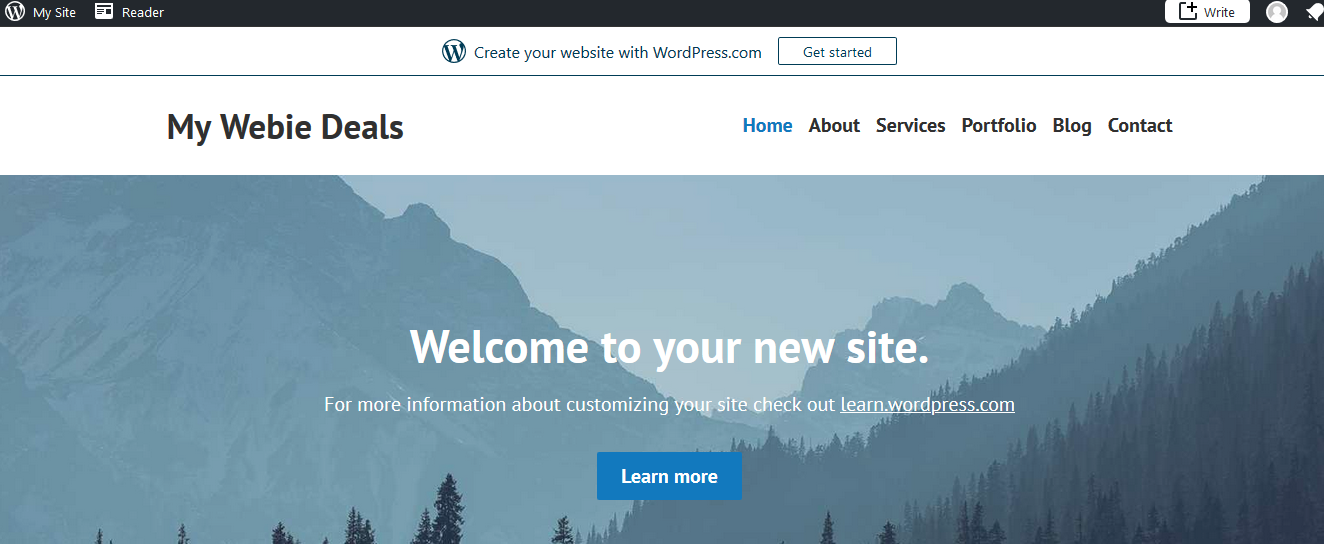 My Site Reader Write
Create your website with WordPress.com Get started
My Webie Deals Home About Services Portfolio Blog Contact
Welcome to your new site.
For more information about customizing your site check out learn.wordpress.com
Learn more